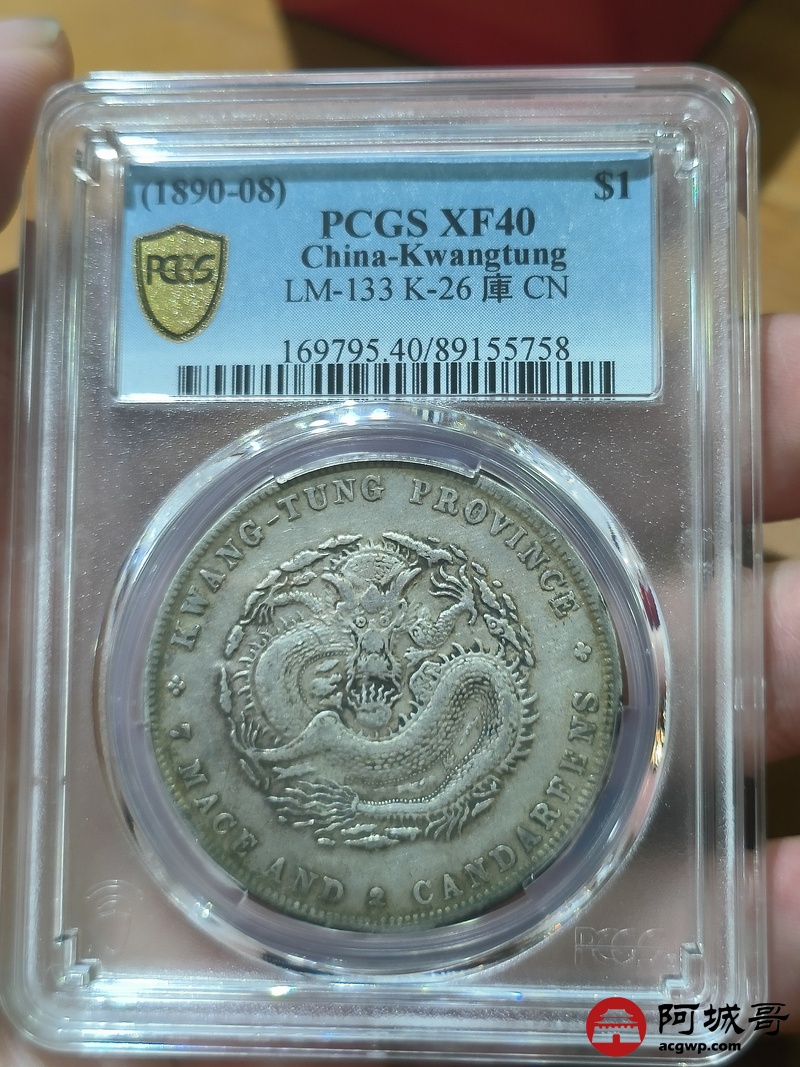 (1890-08) $1
PCGS XF40
China-Kwangtung
LM-133 K-26 庫 CN
PCGS
169795.40/89155758
KWANG-TUNG PROVINCE
7 MACE AND 2 CANDAREENS
PCGS
阿城哥
acgwp.com